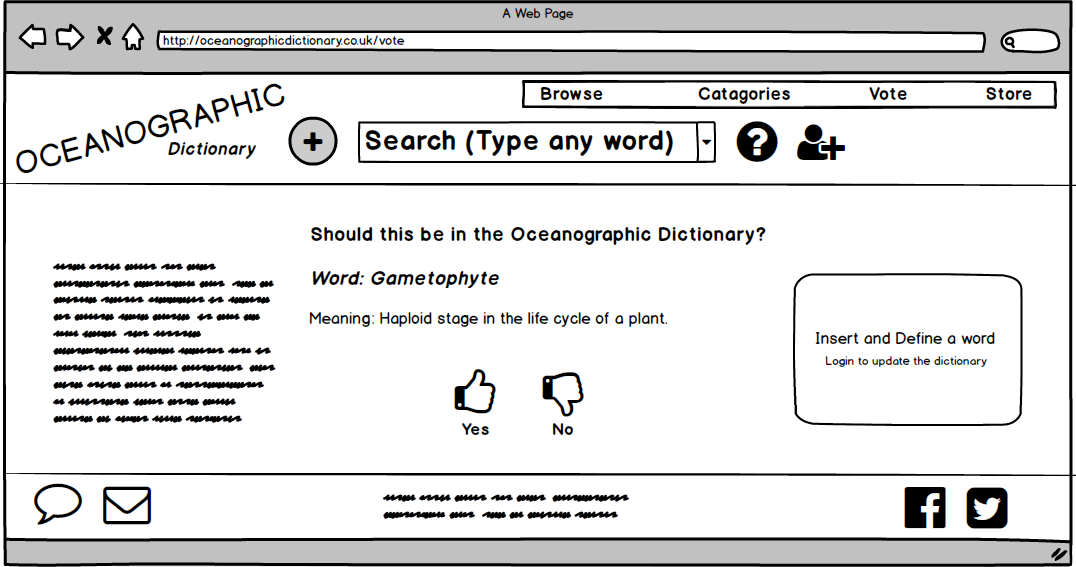 A Web Page
http://oceanographicdictionary.co.uk/vote
Browse Catagories Vote Store
OCEANOGRAPHIC
Dictionary
Search (Type any word)
Should this be in the Oceanographic Dictionary?
Word: Gametophyte
Meaning: Haploid stage in the life cycle of a plant.
Yes No
Insert and Define a word
Login to update the dictionary